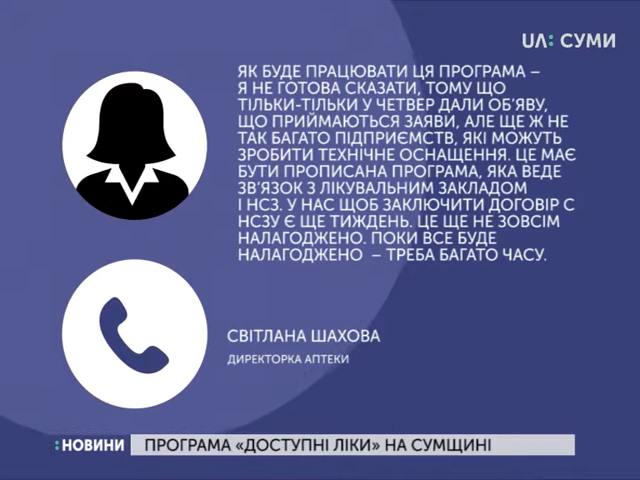 UA: СУМИ
ЯК БУДЕ ПРАЦЮВАТИ ЦЯ ПРОГРАМА –
Я НЕ ГОТОВА СКАЗАТИ, ТОМУ ЩО
ТІЛЬКИ-ТІЛЬКИ У ЧЕТВЕР ДАЛИ ОБ’ЯВУ,
ЩО ПРИЙМАЮТЬСЯ ЗАЯВИ, АЛЕ ЩЕ Ж НЕ
ТАК БАГАТО ПІДПРИЄМСТВ, ЯКІ МОЖУТЬ
ЗРОБИТИ ТЕХНІЧНЕ ОСНАЩЕННЯ. ЦЕ МАЄ
БУТИ ПРОПИСАНА ПРОГРАМА, ЯКА ВЕДЕ
ЗВ’ЯЗОК З ЛІКУВАЛЬНИМ ЗАКЛАДОМ
І НСЗ. У НАС ЩОБ ЗАКЛЮЧИТИ ДОГОВІР С
НСЗУ Є ЩЕ ТИЖДЕНЬ. ЦЕ ЩЕ НЕ ЗОВСІМ
НАЛАГОДЖЕНО. ПОКИ ВСЕ БУДЕ
НАЛАГОДЖЕНО – ТРЕБА БАГАТО ЧАСУ.
СВІТЛАНА ШАХОВА
ДИРЕКТОРКА АПТЕКИ
:НОВИНИ ПРОГРАМА «ДОСТУПНІ ЛІКИ» НА СУМЩИНІ